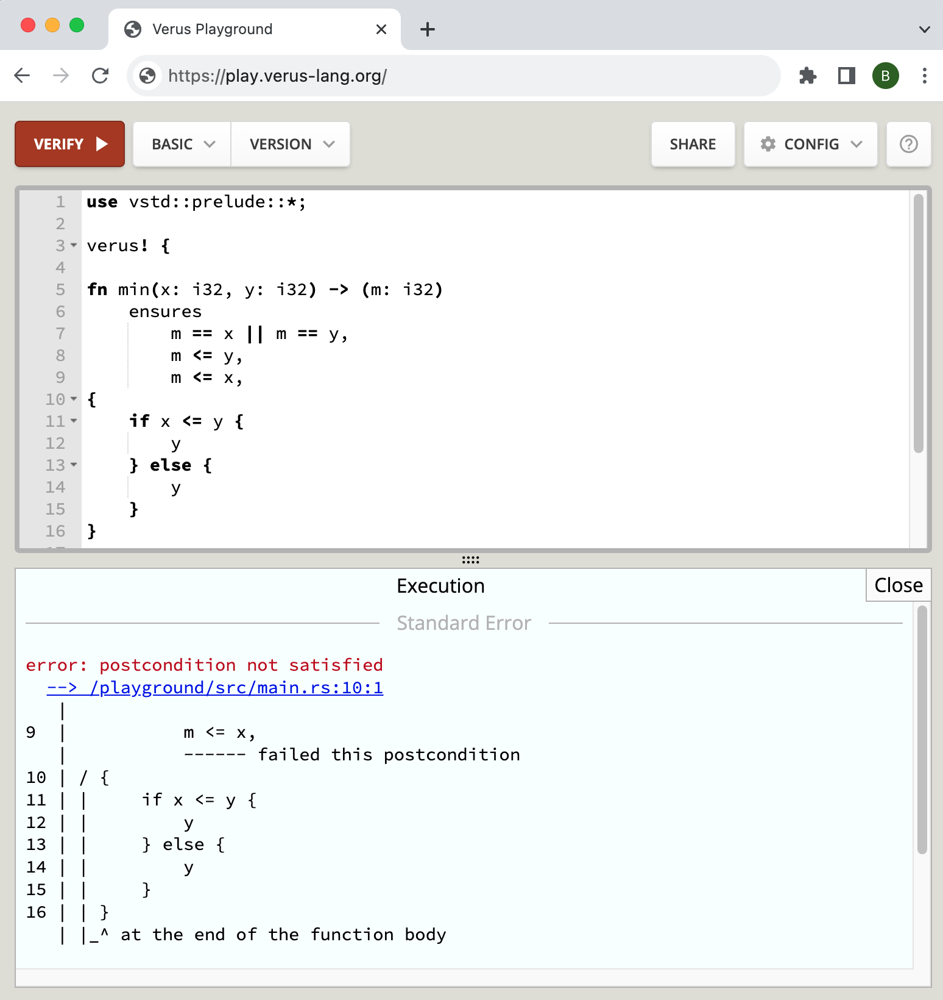 Verus Playground
https://play.verus-lang.org/
B
VERIFY BASIC VERSION SHARE CONFIG ?
1 use vstd::prelude::*;
2
3 verus! {
4
5 fn min(x: i32, y: i32) -> (m: i32)
6     ensures
7         m == x || m == y,
8         m <= y,
9         m <= x,
10 {
11     if x <= y {
12         y
13     } else {
14         y
15     }
16 }
Execution
Close
Standard Error
error: postcondition not satisfied
  --> /playground/src/main.rs:10:1
   |
9  |           m <= x,
   |           ------ failed this postcondition
10 | / {
11 | |     if x <= y {
12 | |         y
13 | |     } else {
14 | |         y
15 | |     }
16 | | }
   | |_^ at the end of the function body